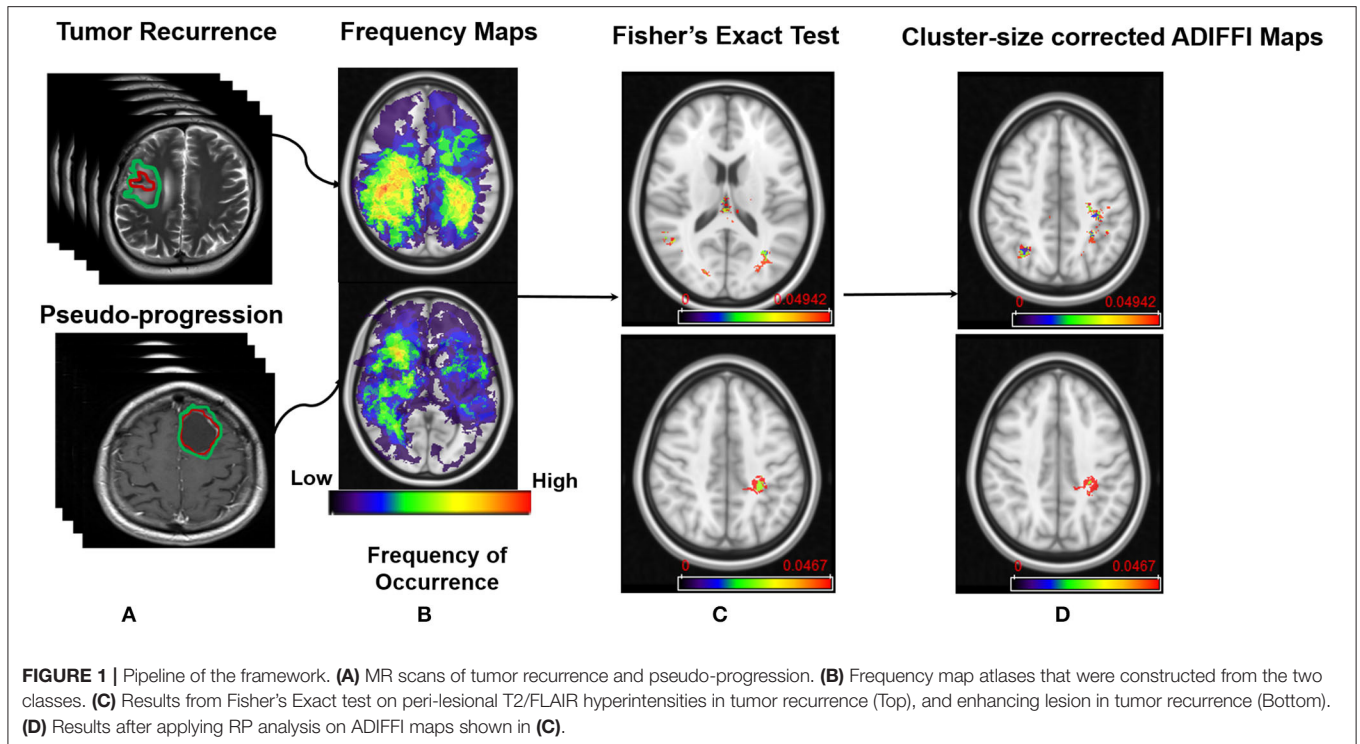 Tumor Recurrence
Frequency Maps
Fisher's Exact Test
Cluster-size corrected ADIFFI Maps
Pseudo-progression
Low
High
Frequency of
Occurrence
0
0.04942
0
0.04942
0
0.0467
0
0.0467
A
B
C
D
FIGURE 1 | Pipeline of the framework. (A) MR scans of tumor recurrence and pseudo-progression. (B) Frequency map atlases that were constructed from the two
classes. (C) Results from Fisher's Exact test on peri-lesional T2/FLAIR hyperintensities in tumor recurrence (Top), and enhancing lesion in tumor recurrence (Bottom).
(D) Results after applying RP analysis on ADIFFI maps shown in (C).